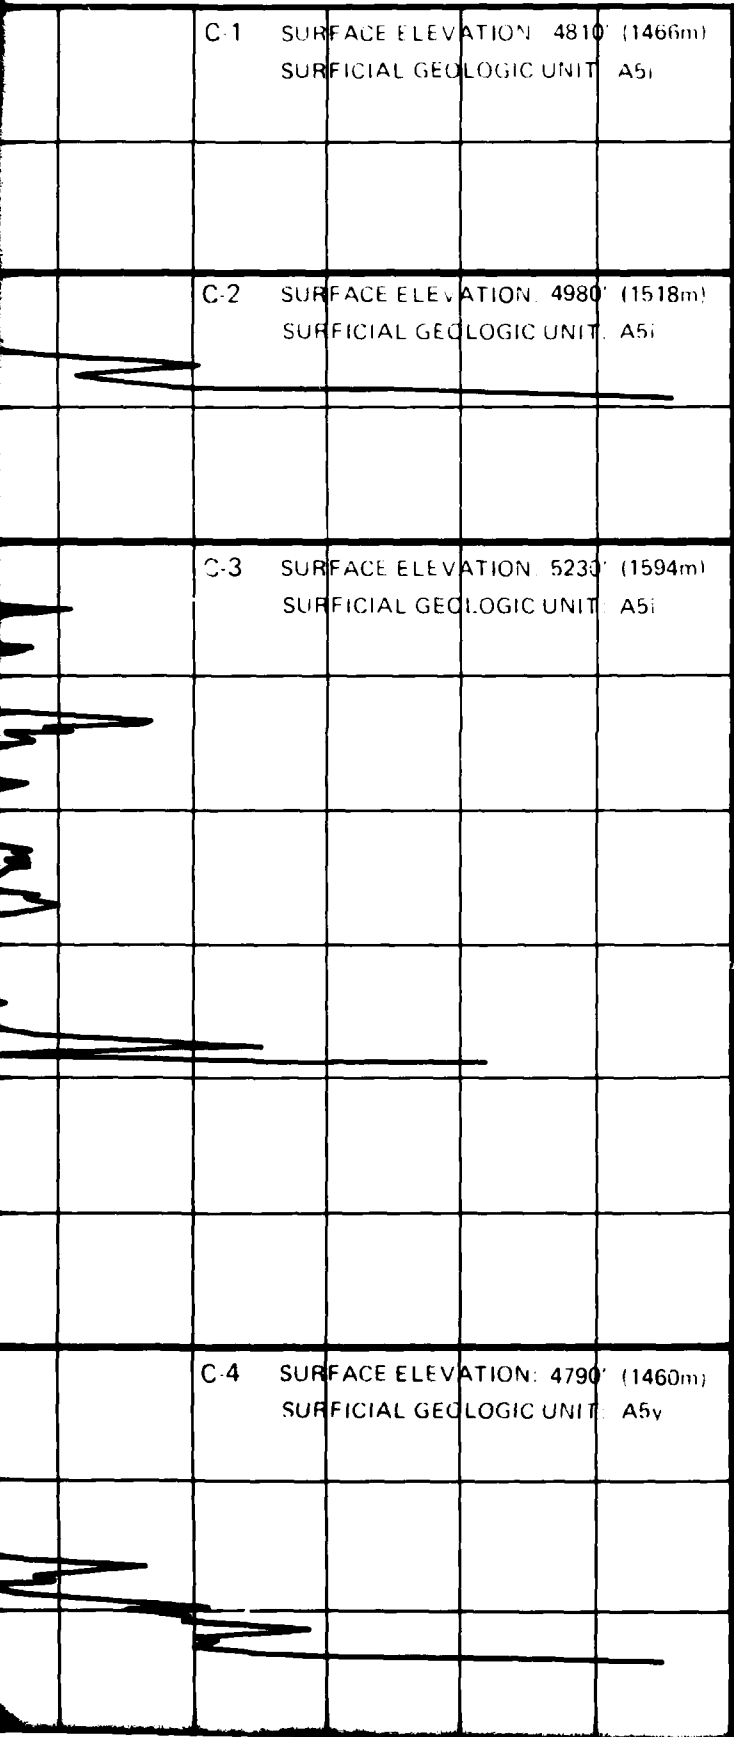 C-1 SURFACE ELEVATION 4810' (1466m)
SURFICIAL GEOLOGIC UNIT A5i
C-2 SURFACE ELEVATION. 4980' (1518m)
SURFICIAL GEOLOGIC UNIT. A5i
C-3 SURFACE ELEVATION 5230' (1594m)
SURFICIAL GEOLOGIC UNIT A5i
C-4 SURFACE ELEVATION: 4790' (1460m)
SURFICIAL GEOLOGIC UNIT: A5y